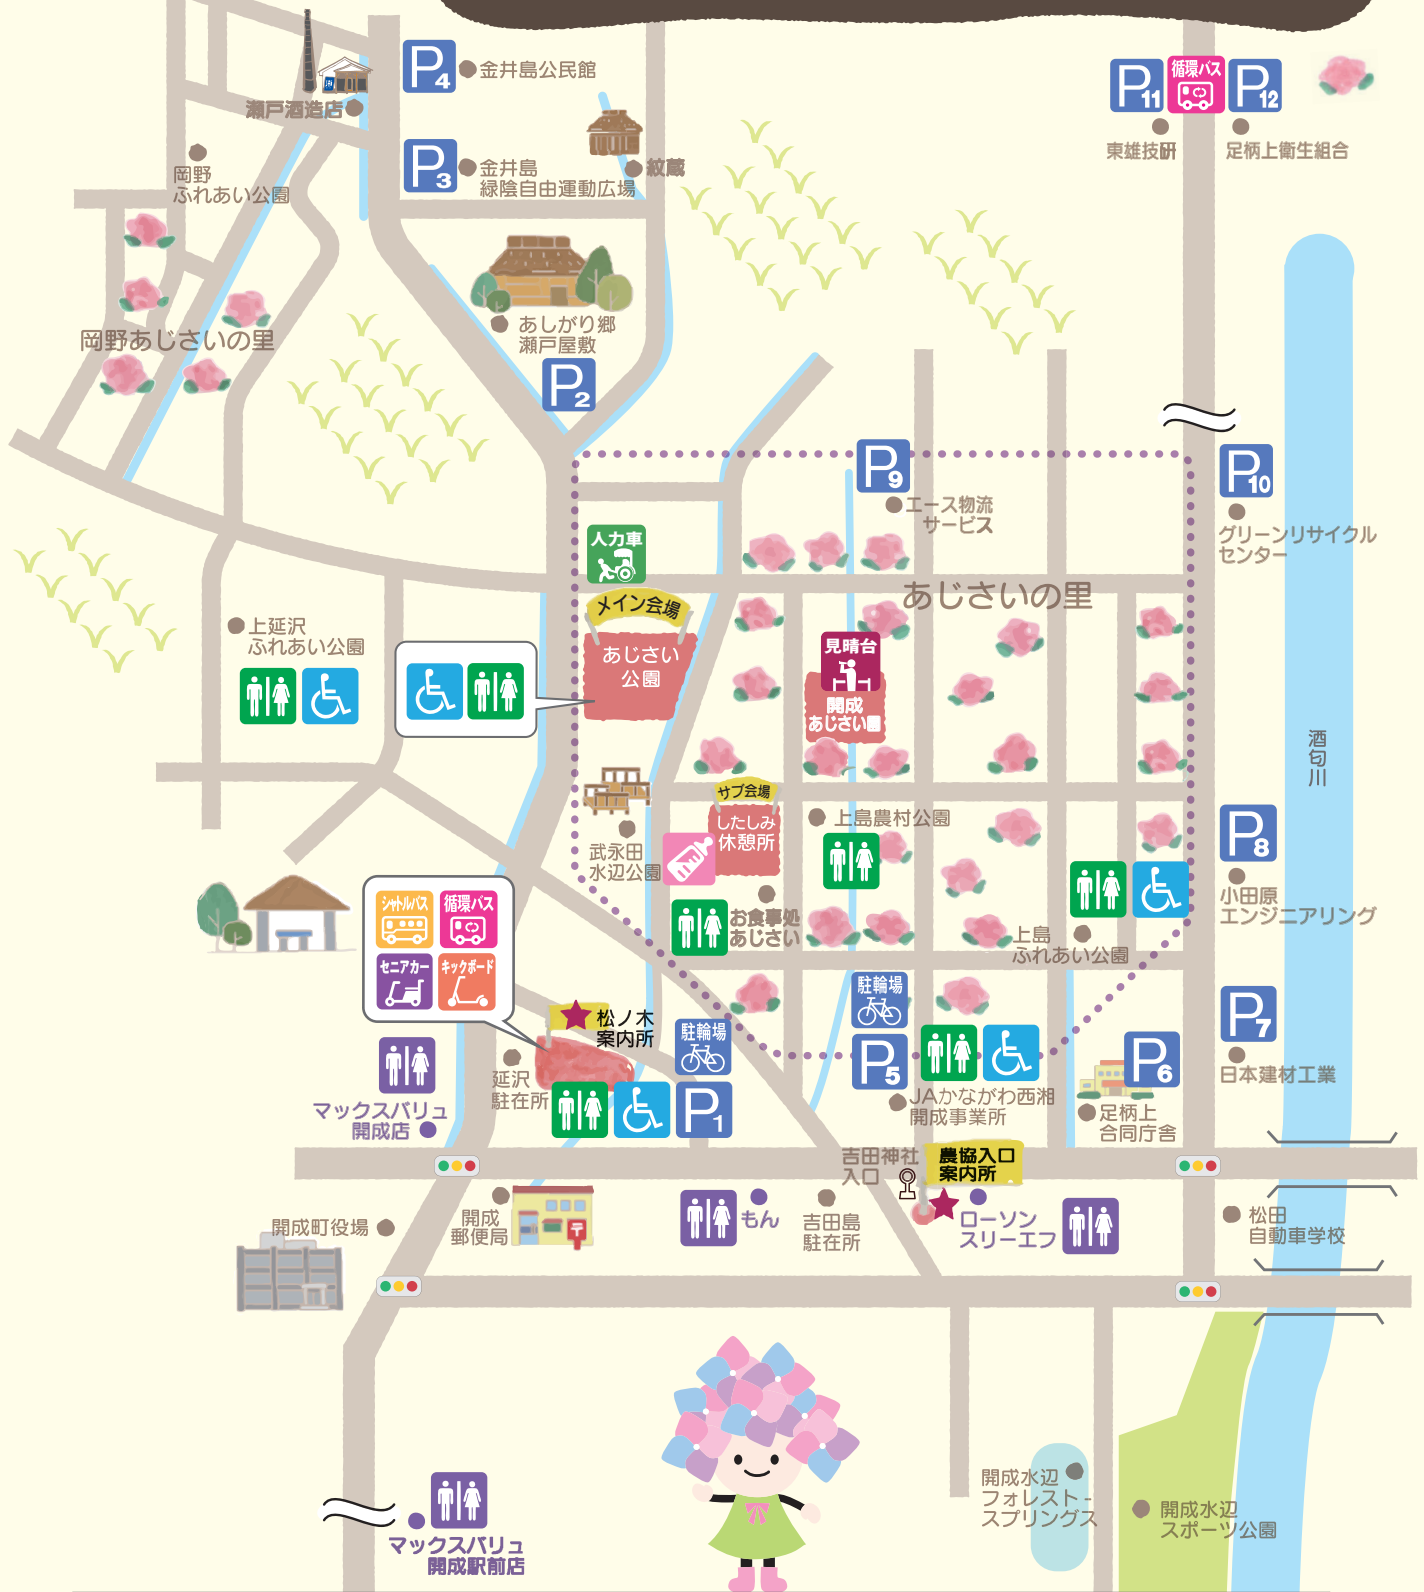 P4
金井島公民館
P11
循環バス
P12
東雄技研
足柄上衛生組合
瀬戸酒造店
P3
金井島
緑陰自由運動広場
紋蔵
岡野
ふれあい公園
あしがり郷
瀬戸屋敷
P2
岡野あじさいの里
P9
エース物流
サービス
P10
グリーンリサイクル
センター
人力車
メイン会場
あじさい
公園
あじさいの里
上延沢
ふれあい公園
見晴台
開成
あじさい園
酒匂川
サブ会場
したしみ
休憩所
上島農村公園
武永田
水辺公園
P8
小田原
エンジニアリング
お食事処
あじさい
上島
ふれあい公園
シャトルバス
循環バス
セニアカー
キックボード
松ノ木
案内所
駐輪場
駐輪場
P5
P6
P7
日本建材工業
延沢
駐在所
P1
マックスバリュ
開成店
JAかながわ西湘
開成事業所
足柄上
合同庁舎
吉田神社
入口
農協入口
案内所
開成町役場
開成
郵便局
もん
吉田島
駐在所
ローソン
スリーエフ
松田
自動車学校
開成水辺
フォレスト-
スプリングス
開成水辺
スポーツ公園
マックスバリュ
開成駅前店